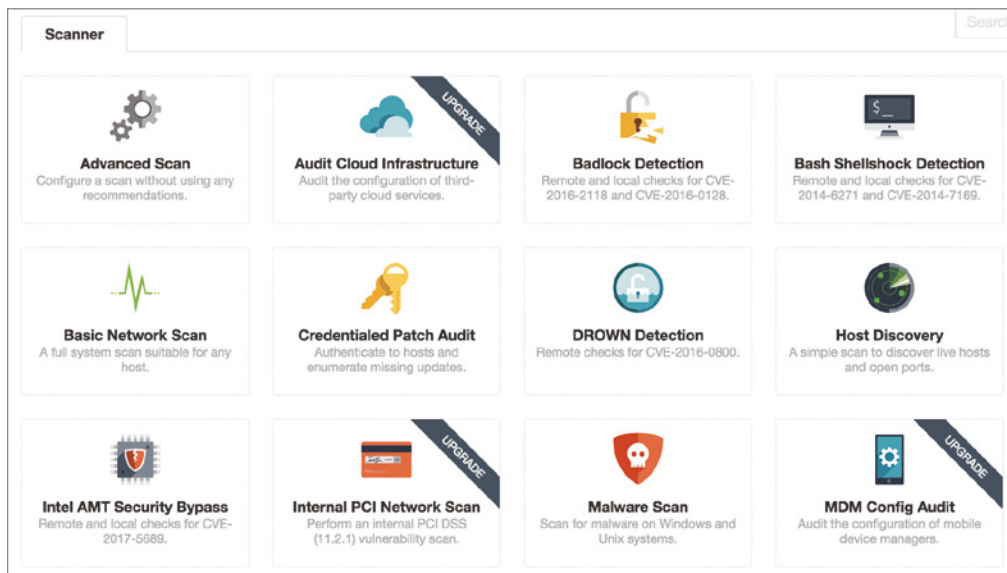 Scanner
Search
UPGRADE
Advanced Scan
Configure a scan without using any
recommendations.
Audit Cloud Infrastructure
Audit the configuration of third-
party cloud services.
Badlock Detection
Remote and local checks for CVE-
2016-2118 and CVE-2016-0128.
$_
Bash Shellshock Detection
Remote and local checks for CVE-
2014-6271 and CVE-2014-7169.
Basic Network Scan
A full system scan suitable for any
host.
Credentialed Patch Audit
Authenticate to hosts and
enumerate missing updates.
DROWN Detection
Remote checks for CVE-2016-0800.
Host Discovery
A simple scan to discover live hosts
and open ports.
Intel AMT Security Bypass
Remote and local checks for CVE-
2017-5689.
UPGRADE
Internal PCI Network Scan
Perform an internal PCI DSS
(11.2.1) vulnerability scan.
Malware Scan
Scan for malware on Windows and
Unix systems.
UPGRADE
MDM Config Audit
Audit the configuration of mobile
device managers.